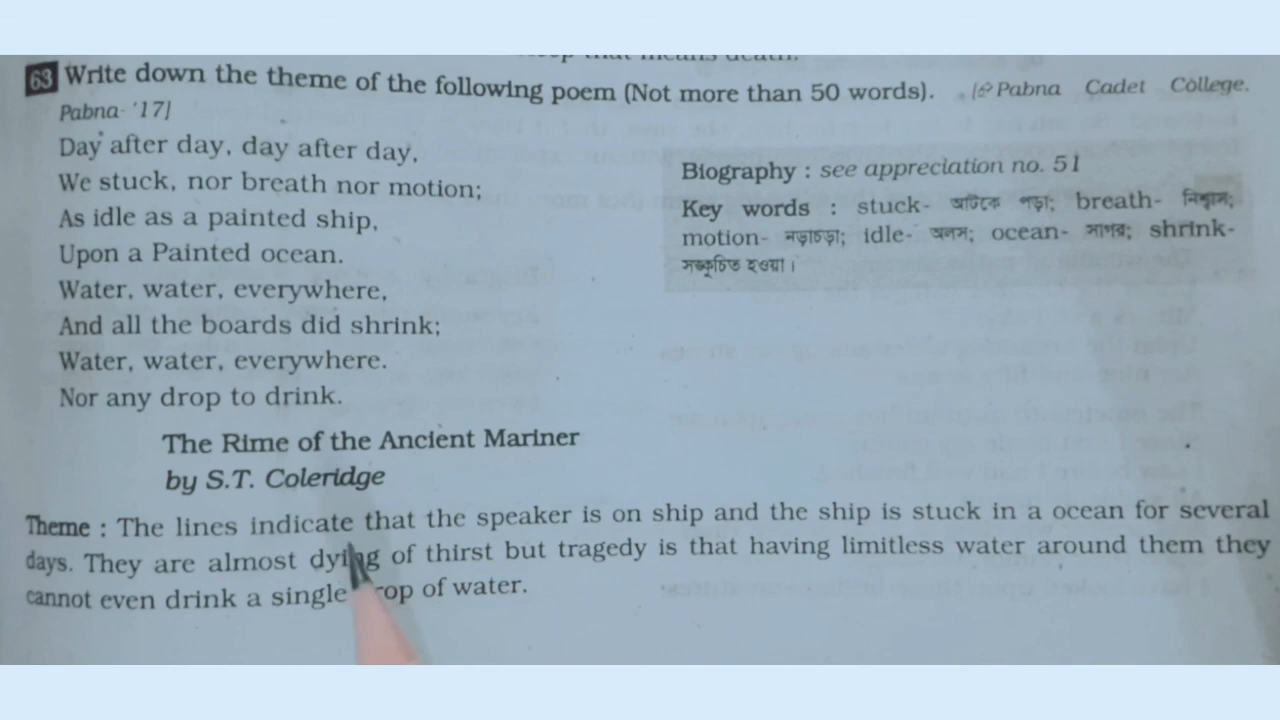 that means death.
63 Write down the theme of the following poem (Not more than 50 words). [Pabna Cadet College.
Pabna- '17]
Day after day, day after day,
We stuck, nor breath nor motion;
As idle as a painted ship,
Upon a Painted ocean.
Water, water, everywhere,
And all the boards did shrink;
Water, water, everywhere.
Nor any drop to drink.
The Rime of the Ancient Mariner
by S.T. Coleridge
Biography : see appreciation no. 51
Key words : stuck- আটকে পড়া; breath- নিশ্বাস;
motion- নড়াচড়া; idle- অলস; ocean- সাগর; shrink-
সঙ্কুচিত হওয়া।
Theme : The lines indicate that the speaker is on ship and the ship is stuck in a ocean for several
days. They are almost dying of thirst but tragedy is that having limitless water around them they
cannot even drink a single rop of water.